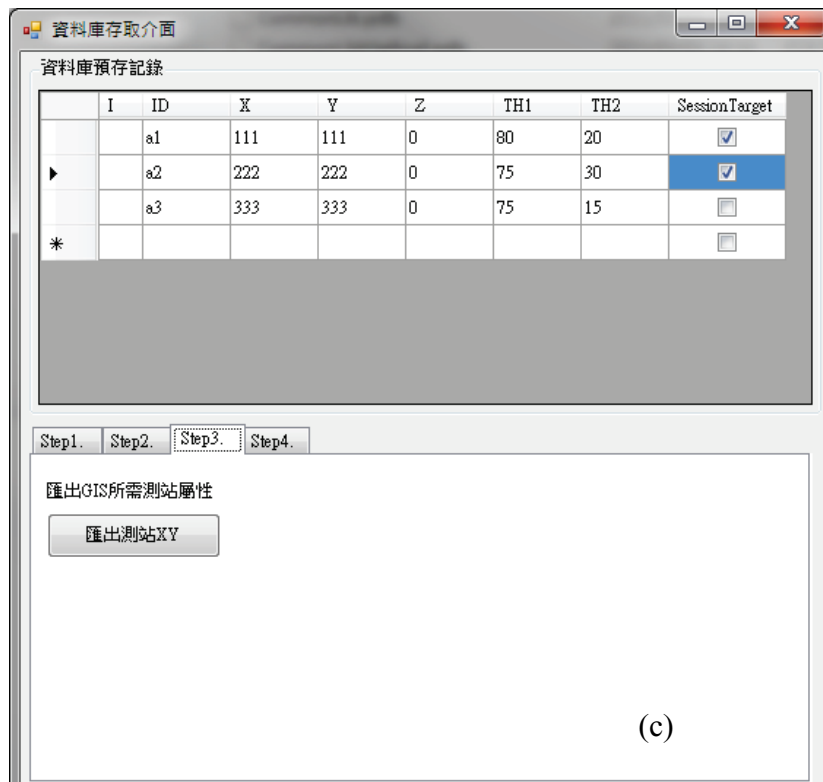 資料庫存取介面
資料庫預存記錄
I ID X Y Z TH1 TH2 SessionTarget
a1 111 111 0 80 20
a2 222 222 0 75 30
a3 333 333 0 75 15
Step1. Step2. Step3. Step4.
匯出GIS所需測站屬性
匯出測站XY
(c)